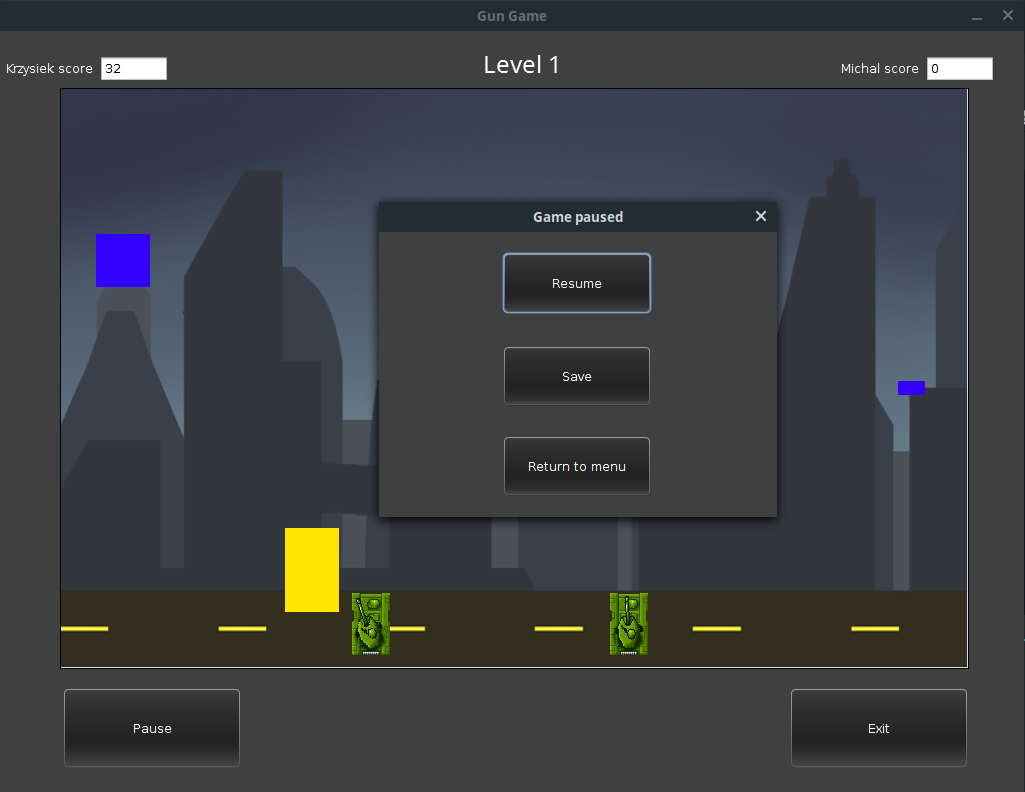 Gun Game
Krzysiek score 32
Level 1
Michal score 0
Game paused
Resume
Save
Return to menu
Pause
Exit